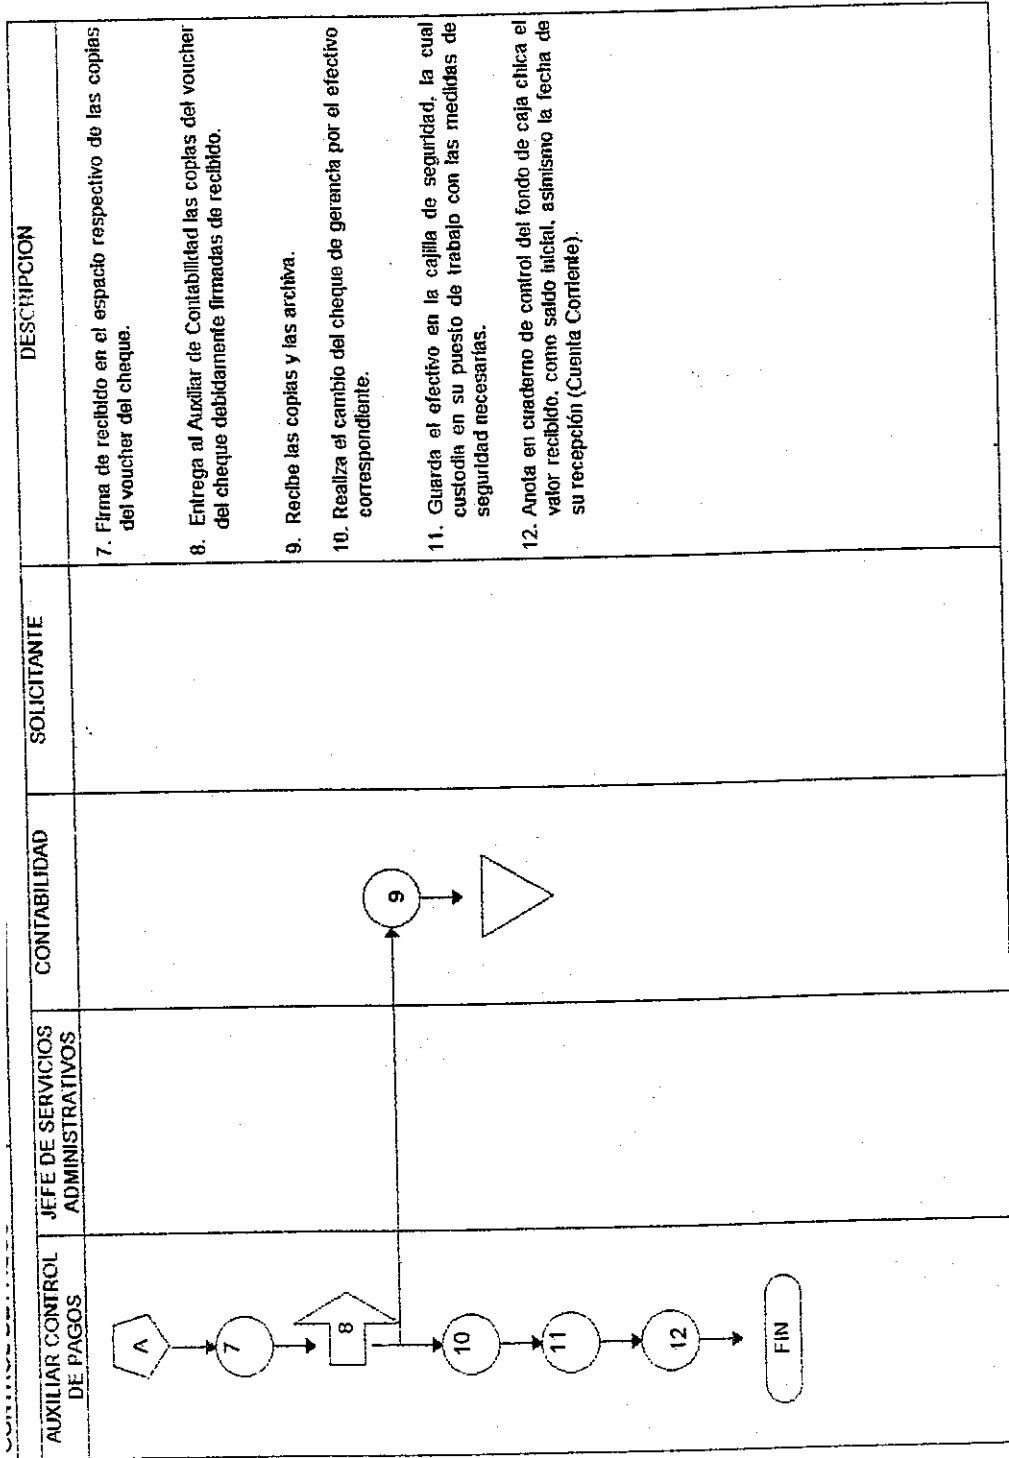 AUXILIAR CONTROL
DE PAGOS
JEFE DE SERVICIOS
ADMINISTRATIVOS
CONTABILIDAD
SOLICITANTE
DESCRIPCION
A
7
8
9
10
11
12
FIN
7. Firma de recibido en el espacio respectivo de las copias
del voucher del cheque.
8. Entrega al Auxiliar de Contabilidad las copias del voucher
del cheque debidamente firmadas de recibido.
9. Recibe las copias y las archiva.
10. Realiza el cambio del cheque de gerencia por el efectivo
correspondiente.
11. Guarda el efectivo en la cajilla de seguridad, la cual
custodia en su puesto de trabajo con las medidas de
seguridad necesarias.
12. Anota en cuaderno de control del fondo de caja chica el
valor recibido, como saldo inicial, asimismo la fecha de
su recepción (Cuenta Corriente).